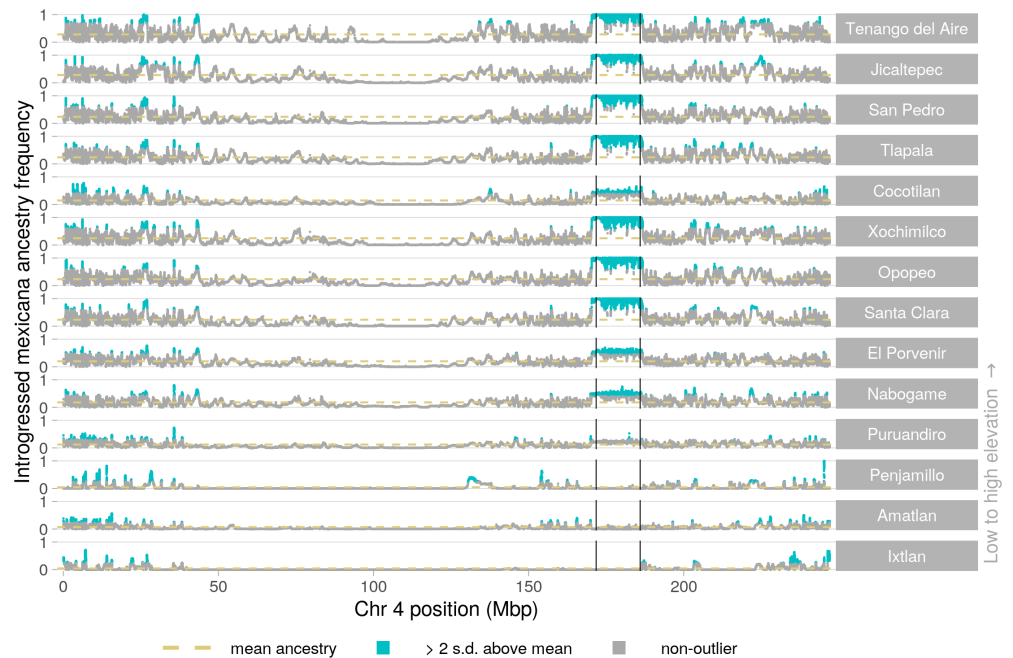 Introgressed mexicana ancestry frequency
1
0
Tenango del Aire
1
0
Jicaltepec
1
0
San Pedro
1
0
Tlapala
1
0
Cocotilan
1
0
Xochimilco
1
0
Opopeo
1
0
Santa Clara
1
0
El Porvenir
1
0
Nabogame
1
0
Puruandiro
1
0
Penjamillo
1
0
Amatlan
1
0
Ixtlan
Low to high elevation →
0 50 100 150 200
Chr 4 position (Mbp)
mean ancestry > 2 s.d. above mean non-outlier